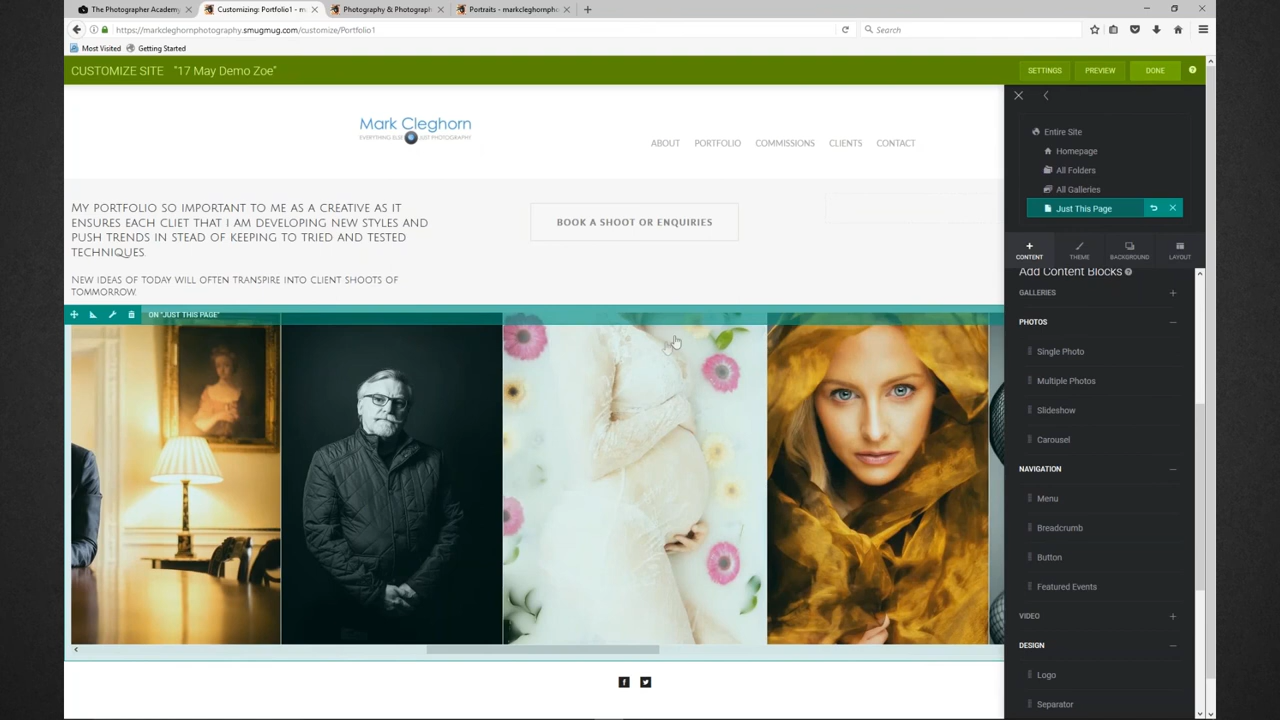 The Photographer Academy
Customizing: Portfolio1 - m
Photography & Photograph
Portraits - markcleghornpho
https://markcleghornphotography.smugmug.com/customize/Portfolio1
Search
Most Visited
Getting Started
CUSTOMIZE SITE "17 May Demo Zoe"
SETTINGS
PREVIEW
DONE
Mark Cleghorn
EVERYTHING ELSE JUST PHOTOGRAPHY
ABOUT
PORTFOLIO
COMMISSIONS
CLIENTS
CONTACT
MY PORTFOLIO SO IMPORTANT TO ME AS A CREATIVE AS IT
ENSURES EACH CLIET THAT I AM DEVELOPING NEW STYLES AND
PUSH TRENDS IN STEAD OF KEEPING TO TRIED AND TESTED
TECHNIQUES.
NEW IDEAS OF TODAY WILL OFTEN TRANSPIRE INTO CLIENT SHOOTS OF
TOMMORROW.
BOOK A SHOOT OR ENQUIRIES
ON "JUST THIS PAGE"
Entire Site
Homepage
All Folders
All Galleries
Just This Page
CONTENT
THEME
BACKGROUND
LAYOUT
Add Content Blocks
GALLERIES
PHOTOS
Single Photo
Multiple Photos
Slideshow
Carousel
NAVIGATION
Menu
Breadcrumb
Button
Featured Events
VIDEO
DESIGN
Logo
Separator